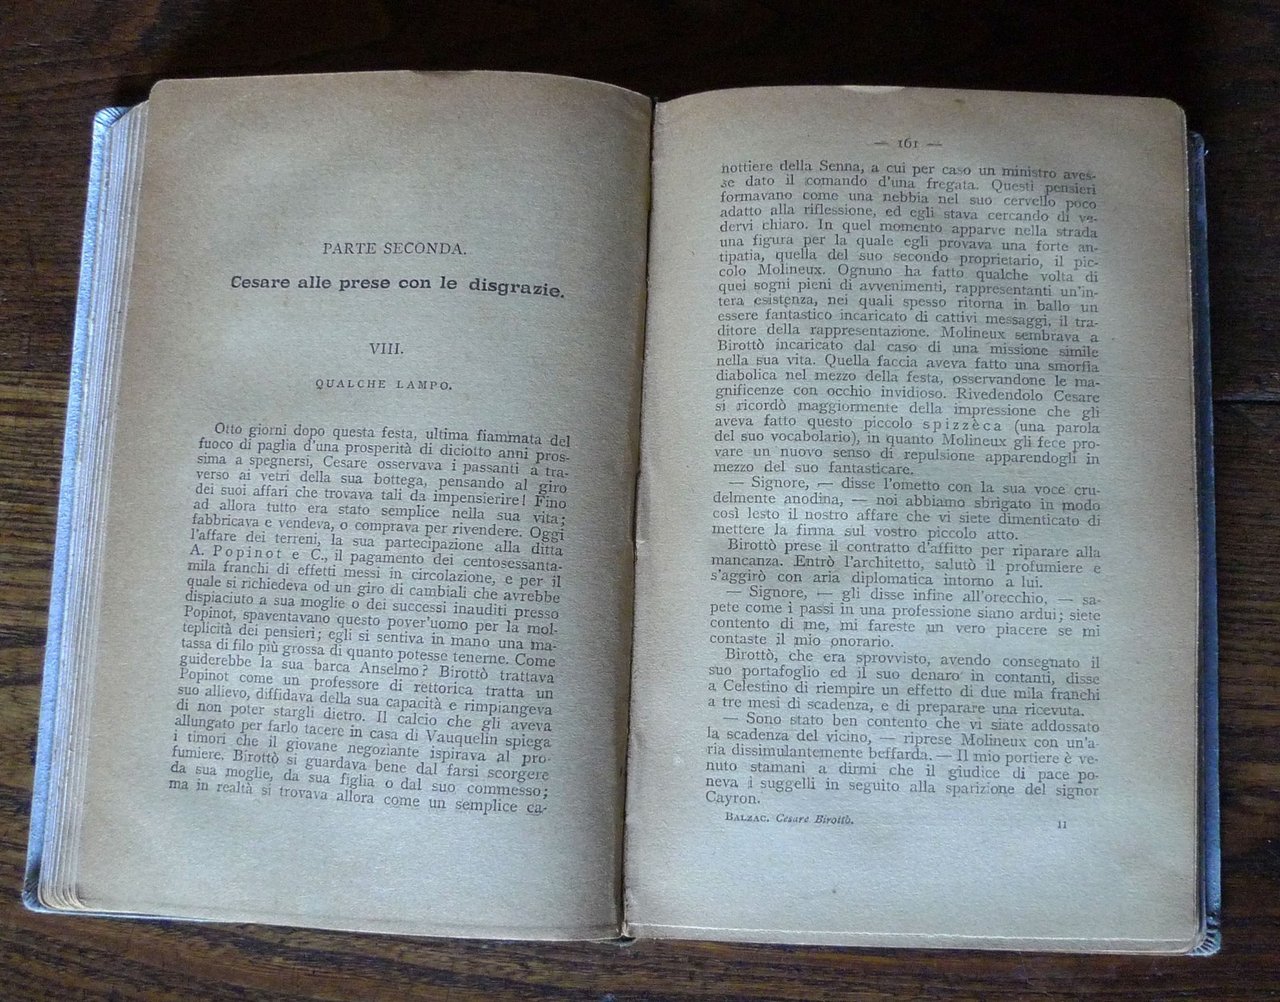 PARTE SECONDA.
Cesare alle prese con le disgrazie.
VIII.
QUALCHE LAMPO.
Otto giorni dopo questa festa, ultima fiammata del
fuoco di paglia d'una prosperità di diciotto anni pros-
sima a spegnersi, Cesare osservava i passanti a tra-
verso ai vetri della sua bottega, pensando al giro
dei suoi affari che trovava tali da impensierire! Fino
ad allora tutto era stato semplice nella sua vita;
fabbricava e vendeva, o comprava per rivendere. Oggi
l'affare dei terreni, la sua partecipazione alla ditta
A. Popinot e C., il pagamento dei centosessanta-
mila franchi di effetti messi in circolazione, e per il
quale si richiedeva od un giro di cambiali che avrebbe
dispiaciuto a sua moglie o dei successi inauditi presso
Popinot, spaventavano questo pover'uomo per la mol-
teplicità dei pensieri; egli si sentiva in mano una ma-
tassa di filo più grossa di quanto potesse tenerne. Come
guiderebbe la sua barca Anselmo? Birottò trattava
Popinot come un professore di rettorica tratta un
suo allievo, diffidava della sua capacità e rimpiangeva
di non poter stargli dietro. Il calcio che gli aveva
allungato per farlo tacere in casa di Vauquelin spiega
i timori che il giovane negoziante ispirava al pro-
fumiere. Birottò si guardava bene dal farsi scorgere
da sua moglie, da sua figlia o dal suo commesso;
ma in realtà si trovava allora come un semplice ca-
— 161 —
nottiere della Senna, a cui per caso un ministro aves-
se dato il comando d'una fregata. Questi pensieri
formavano come una nebbia nel suo cervello poco
adatto alla riflessione, ed egli stava cercando di ve-
dervi chiaro. In quel momento apparve nella strada
una figura per la quale egli provava una forte an-
tipatia, quella del suo secondo proprietario, il pic-
colo Molineux. Ognuno ha fatto qualche volta di
quei sogni pieni di avvenimenti, rappresentanti un'in-
tera esistenza, nei quali spesso ritorna in ballo un
essere fantastico incaricato di cattivi messaggi, il tra-
ditore della rappresentazione. Molineux sembrava a
Birottò incaricato dal caso di una missione simile
nella sua vita. Quella faccia aveva fatto una smorfia
diabolica nel mezzo della festa, osservandone le ma-
gnificenze con occhio invidioso. Rivedendolo Cesare
si ricordò maggiormente della impressione che gli
aveva fatto questo piccolo spizzèca (una parola
del suo vocabolario), in quanto Molineux gli fece pro-
vare un nuovo senso di repulsione apparendogli in
mezzo del suo fantasticare.
— Signore, — disse l'ometto con la sua voce cru-
delmente anodina, — noi abbiamo sbrigato in modo
così lesto il nostro affare che vi siete dimenticato di
mettere la firma sul vostro piccolo atto.
Birottò prese il contratto d'affitto per riparare alla
mancanza. Entrò l'architetto, salutò il profumiere e
s'aggirò con aria diplomatica intorno a lui.
— Signore, — gli disse infine all'orecchio, — sa-
pete come i passi in una professione siano ardui; siete
contento di me, mi fareste un vero piacere se mi
contaste il mio onorario.
Birottò, che era sprovvisto, avendo consegnato il
suo portafoglio ed il suo denaro in contanti, disse
a Celestino di riempire un effetto di due mila franchi
a tre mesi di scadenza, e di preparare una ricevuta.
— Sono stato ben contento che vi siate addossato
la scadenza del vicino, — riprese Molineux con un'a-
ria dissimulantemente beffarda. — Il mio portiere è ve-
nuto stamani a dirmi che il giudice di pace po-
neva i suggelli in seguito alla sparizione del signor
Cayron.
BALZAC. Cesare Birottò.
11